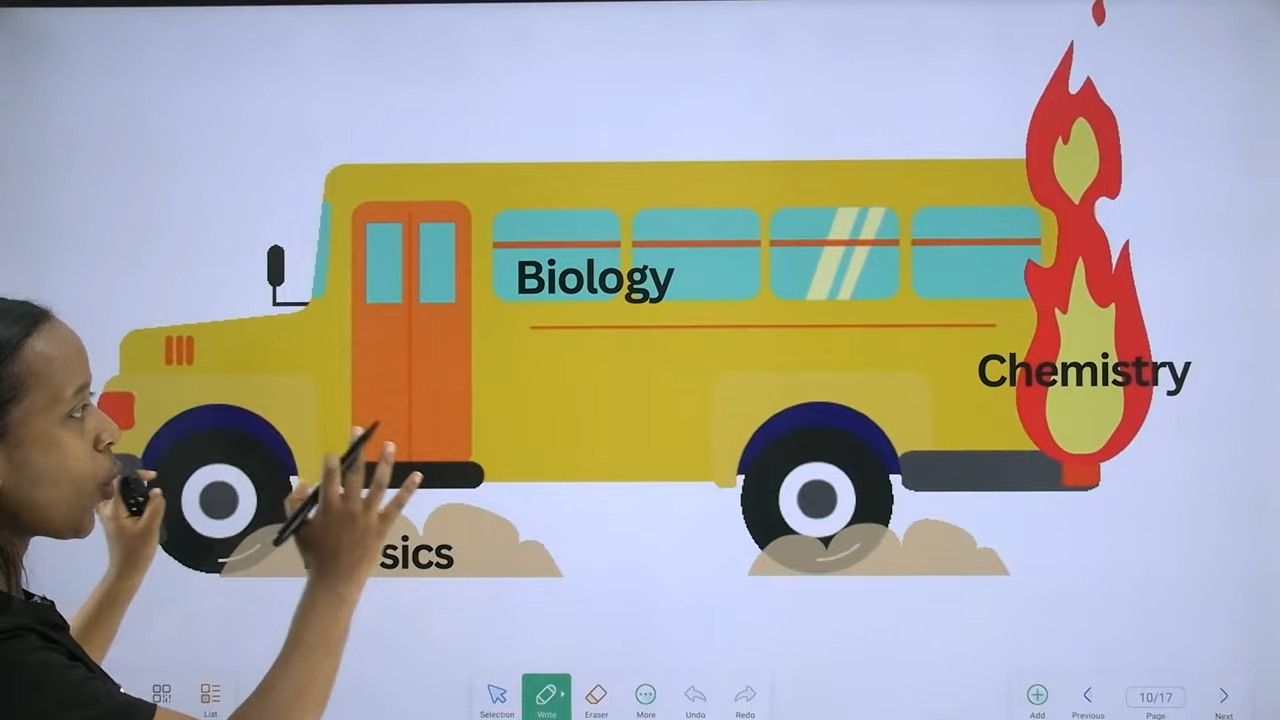 Biology
Chemistry
sics
List
Selection
Write
Eraser
More
Undo
Redo
Add
Previous
10/17
Page
Next